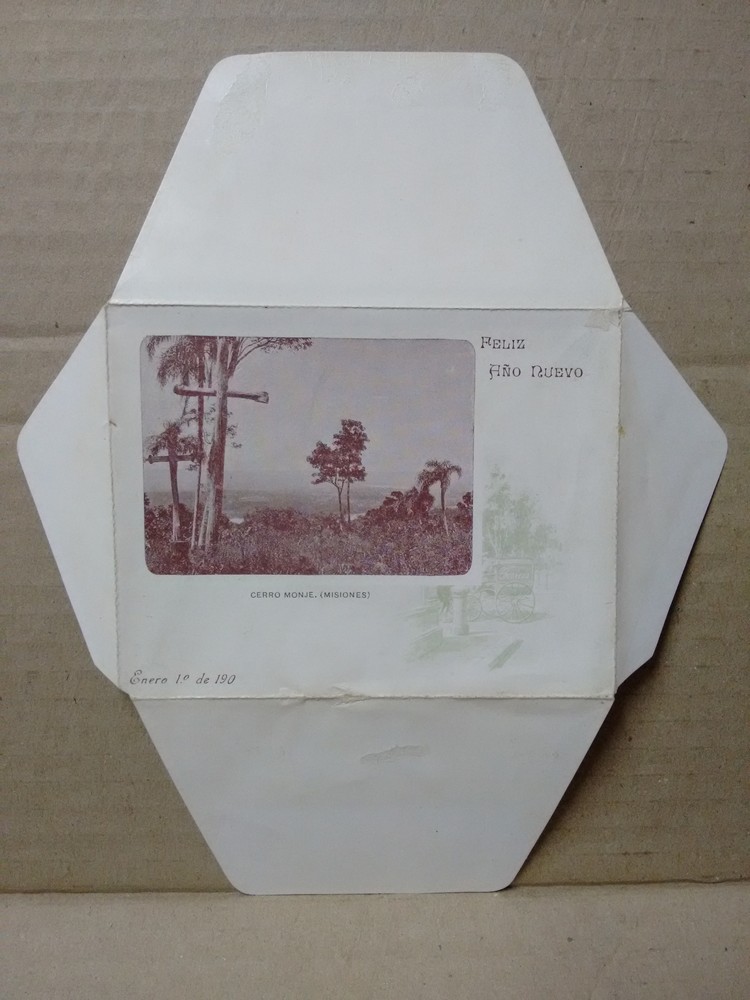 FELIZ
AÑO NUEVO
CERRO MONJE. (MISIONES)
Enero 1.º de 190